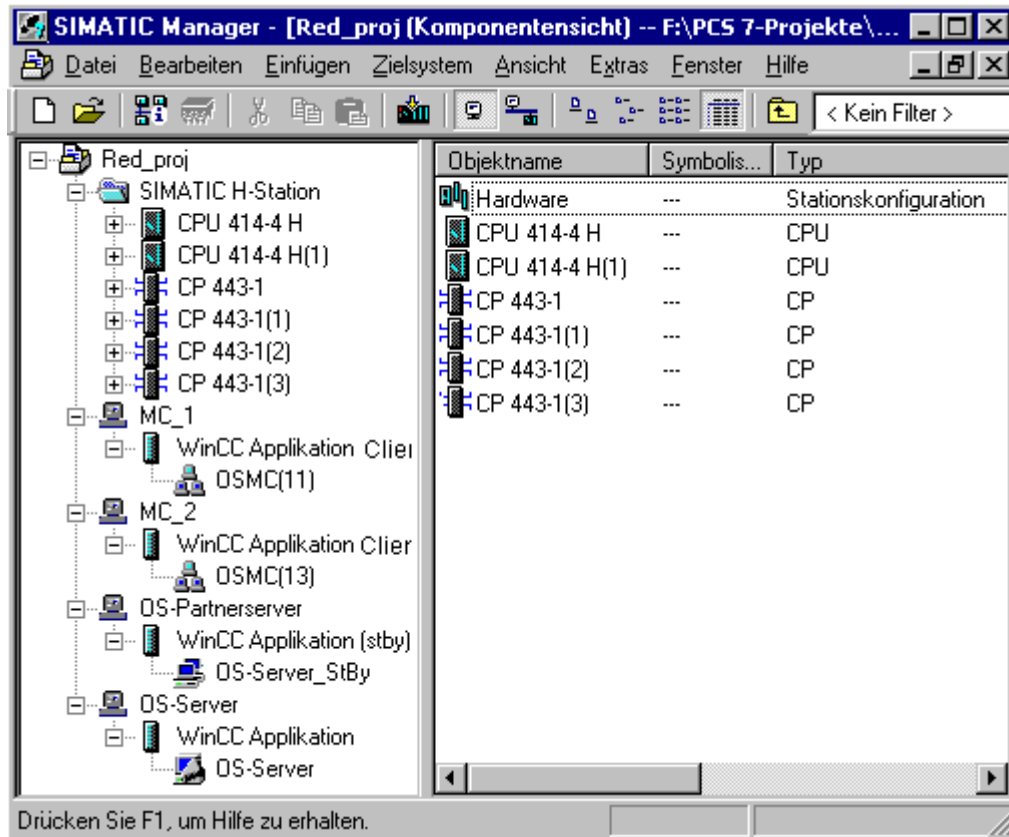 SIMATIC Manager - [Red_proj (Komponentensicht) -- F:\PCS 7-Projekte\...
Datei Bearbeiten Einfügen Zielsystem Ansicht Extras Fenster Hilfe
< Kein Filter >
Red_proj
SIMATIC H-Station
CPU 414-4 H
CPU 414-4 H(1)
CP 443-1
CP 443-1(1)
CP 443-1(2)
CP 443-1(3)
MC_1
WinCC Applikation Clier
OSMC(11)
MC_2
WinCC Applikation Clier
OSMC(13)
OS-Partnerserver
WinCC Applikation (stby)
OS-Server_StBy
OS-Server
WinCC Applikation
OS-Server
Objektname Symbolis... Typ
Hardware --- Stationskonfiguration
CPU 414-4 H --- CPU
CPU 414-4 H(1) --- CPU
CP 443-1 --- CP
CP 443-1(1) --- CP
CP 443-1(2) --- CP
CP 443-1(3) --- CP
Drücken Sie F1, um Hilfe zu erhalten.